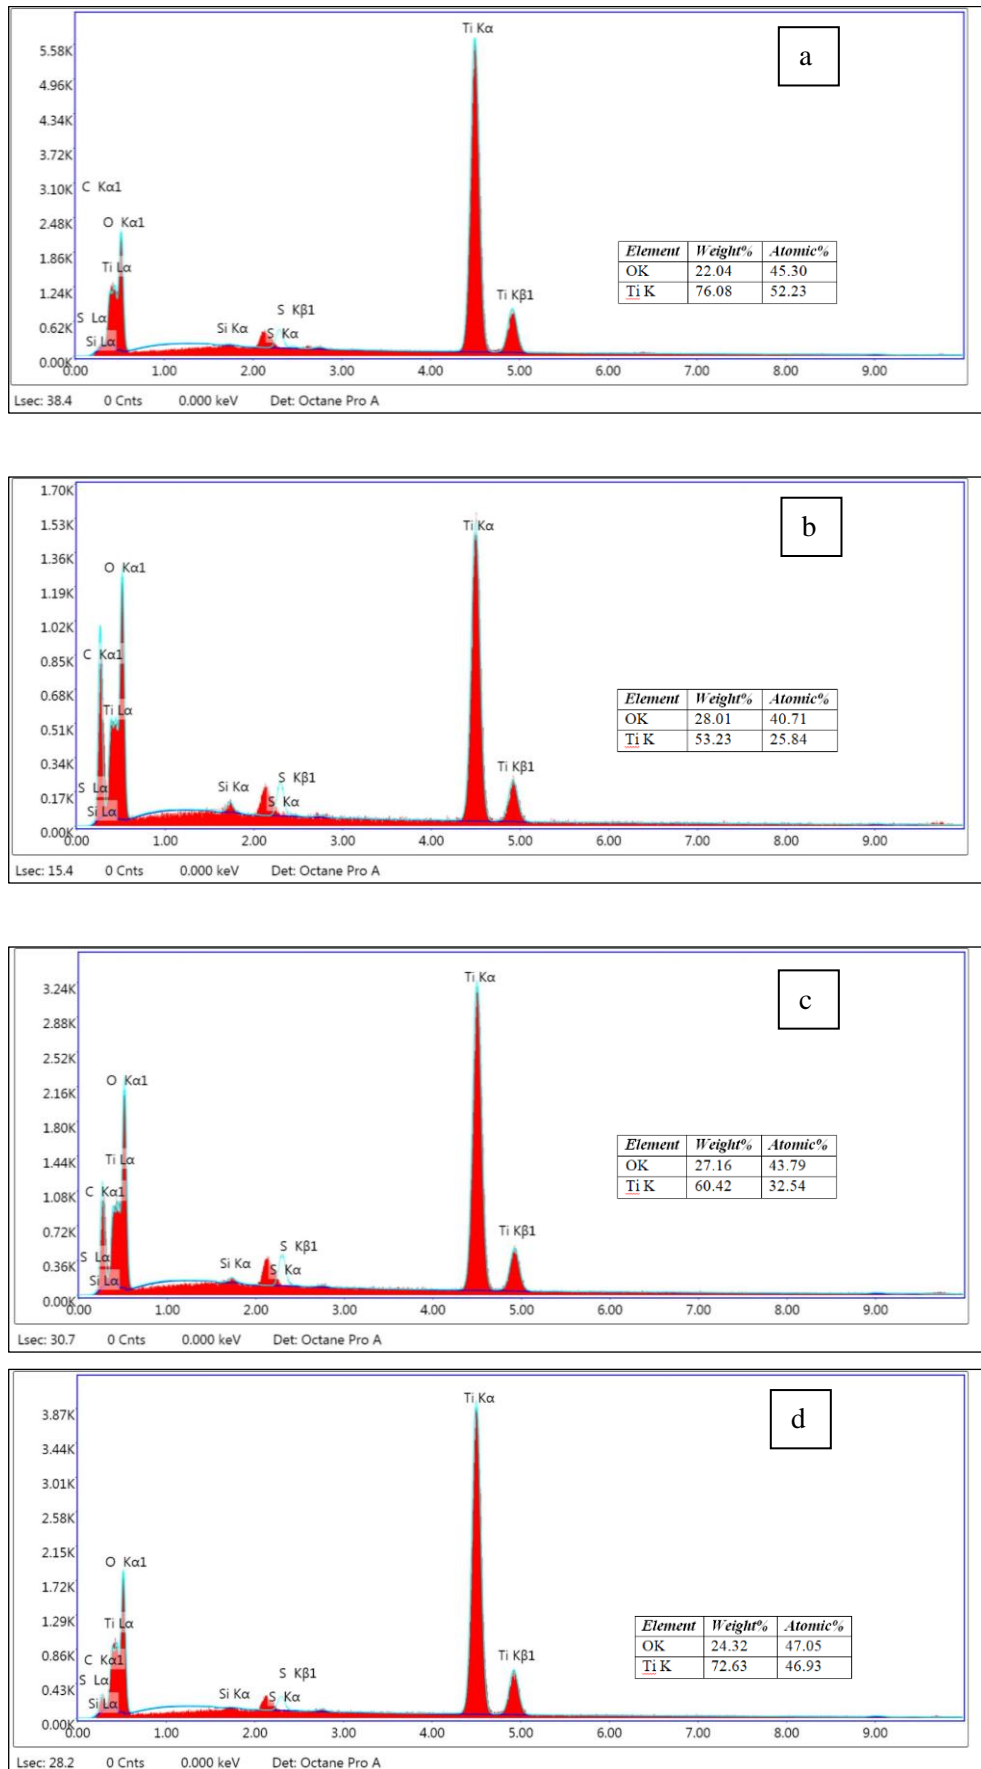 Ti Kα
a
5.58K
4.96K
4.34K
3.72K
3.10K
C Kα1
2.48K
O Kα1
1.86K
Ti Lα
1.24K
Ti Kβ1
S Kβ1
0.62K
S Lα
Si Kα
S Kα
Si Lα
0.00K
0.00 1.00 2.00 3.00 4.00 5.00 6.00 7.00 8.00 9.00
Element Weight% Atomic%
OK 22.04 45.30
Ti K 76.08 52.23
Lsec: 38.4 0 Cnts 0.000 keV Det: Octane Pro A
1.70K
b
1.53K
Ti Kα
1.36K
O Kα1
1.19K
1.02K
0.85K
C Kα1
0.68K
Ti Lα
0.51K
0.34K
Ti Kβ1
S Kβ1
Si Kα
S Lα
0.17K
S Kα
Si Lα
0.00K
0.00 1.00 2.00 3.00 4.00 5.00 6.00 7.00 8.00 9.00
Element Weight% Atomic%
OK 28.01 40.71
Ti K 53.23 25.84
Lsec: 15.4 0 Cnts 0.000 keV Det: Octane Pro A
Ti Kα
c
3.24K
2.88K
2.52K
O Kα1
2.16K
1.80K
Ti Lα
1.44K
C Kα1
1.08K
0.72K
Ti Kβ1
S Kβ1
S Lα
Si Kα
0.36K
S Kα
Si Lα
0.00K
0.00 1.00 2.00 3.00 4.00 5.00 6.00 7.00 8.00 9.00
Element Weight% Atomic%
OK 27.16 43.79
Ti K 60.42 32.54
Lsec: 30.7 0 Cnts 0.000 keV Det: Octane Pro A
Ti Kα
d
3.87K
3.44K
3.01K
2.58K
2.15K
O Kα1
1.72K
1.29K
Ti Lα
0.86K
C Kα1
Ti Kβ1
S Kβ1
S Lα
0.43K
Si Kα
S Kα
Si Lα
0.00K
0.00 1.00 2.00 3.00 4.00 5.00 6.00 7.00 8.00 9.00
Element Weight% Atomic%
OK 24.32 47.05
Ti K 72.63 46.93
Lsec: 28.2 0 Cnts 0.000 keV Det: Octane Pro A